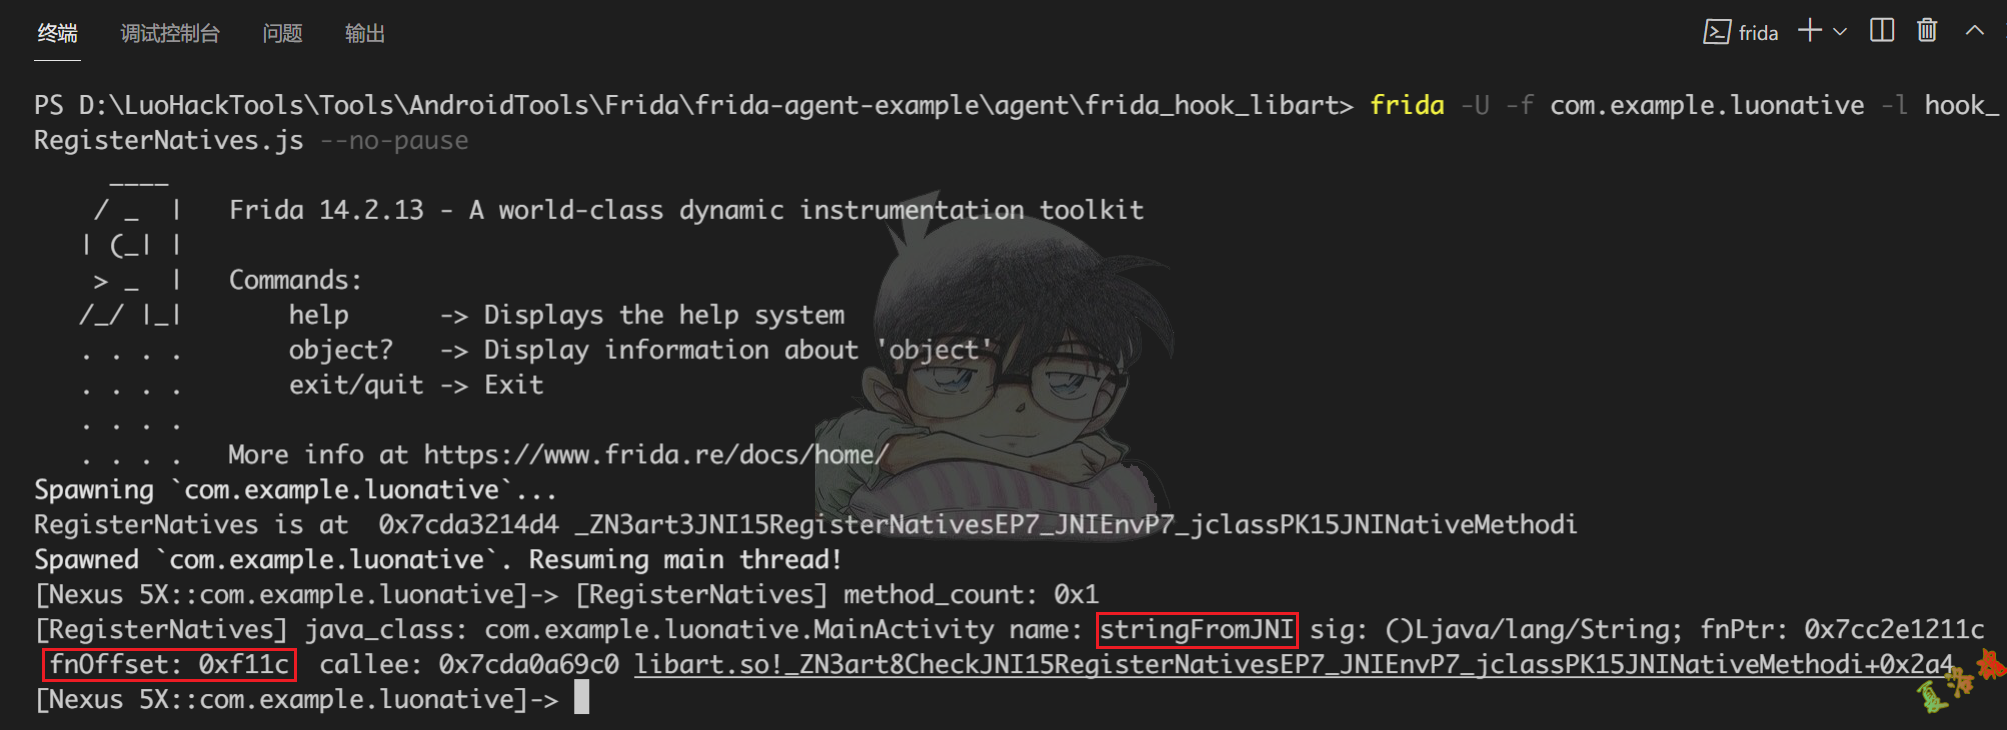 终端 调试控制台 问题 输出 frida
PS D:\LuoHackTools\Tools\AndroidTools\Frida\frida-agent-example\agent\frida_hook_libart> frida -U -f com.example.luonative -l hook_
RegisterNatives.js --no-pause
     ____
    / _  |   Frida 14.2.13 - A world-class dynamic instrumentation toolkit
   | (_| |
    > _  |   Commands:
   /_/ |_|       help      -> Displays the help system
   . . . .       object?   -> Display information about 'object'
   . . . .       exit/quit -> Exit
   . . . .
   . . . .   More info at https://www.frida.re/docs/home/
Spawning `com.example.luonative`...
RegisterNatives is at  0x7cda3214d4 _ZN3art3JNI15RegisterNativesEP7_JNIEnvP7_jclassPK15JNINativeMethodi
Spawned `com.example.luonative`. Resuming main thread!
[Nexus 5X::com.example.luonative]-> [RegisterNatives] method_count: 0x1
[RegisterNatives] java_class: com.example.luonative.MainActivity name: stringFromJNI sig: ()Ljava/lang/String; fnPtr: 0x7cc2e1211c
fnOffset: 0xf11c  callee: 0x7cda0a69c0 libart.so!_ZN3art8CheckJNI15RegisterNativesEP7_JNIEnvP7_jclassPK15JNINativeMethodi+0x2a4
[Nexus 5X::com.example.luonative]->
夏洛